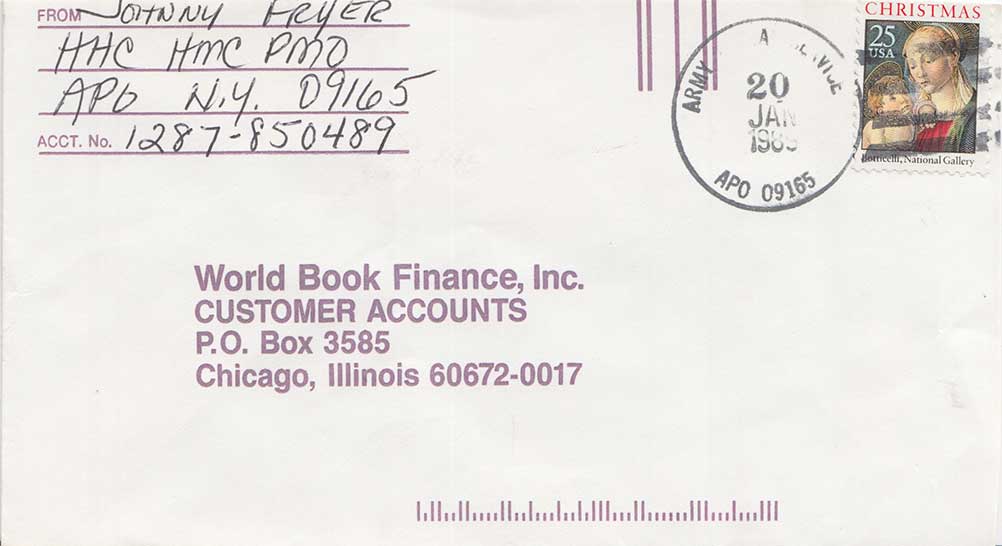 FROM JOHNNY FRYER
HHC HMC PMO
APO N.Y. 09165
ACCT. No. 1287-850489
ARMY
20
JAN
APO 09165
CHRISTMAS
25
USA
Botticelli, National Gallery
World Book Finance, Inc.
CUSTOMER ACCOUNTS
P.O. Box 3585
Chicago, Illinois 60672-0017